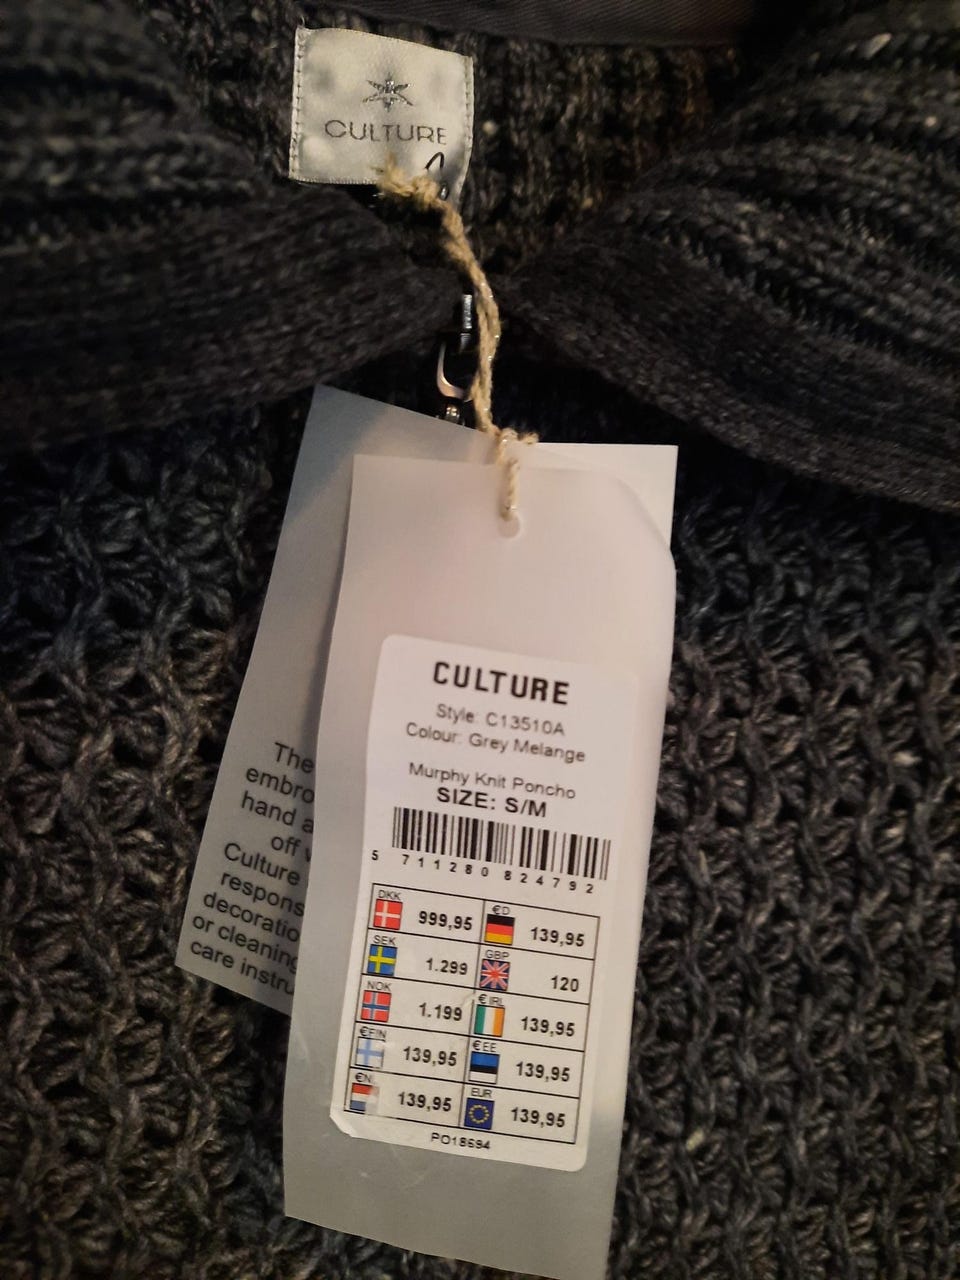 CULTURE
The
embro
hand a
off
Culture
respons
decoratio
or cleaning
care instru
CULTURE
Style: C13510A
Colour: Grey Melange
Murphy Knit Poncho
SIZE: S/M
5 711280 824792
DKK 999,95 €D 139,95
SEK 1.299 GBP 120
NOK 1.199 € IRL 139,95
€FIN 139,95 €EE 139,95
€N 139,95 EUR 139,95
PO18694